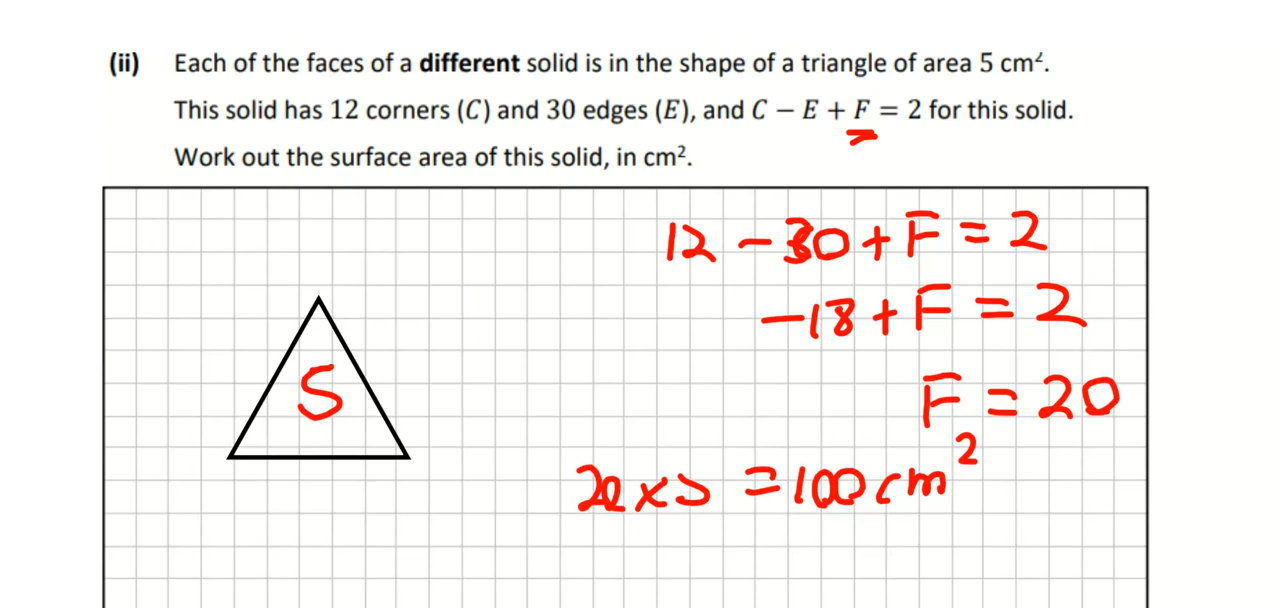 (ii) Each of the faces of a different solid is in the shape of a triangle of area 5 cm².
This solid has 12 corners (C) and 30 edges (E), and C − E + F = 2 for this solid.
Work out the surface area of this solid, in cm².
12 − 30 + F = 2
−18 + F = 2
5
F = 20
20 × 5 = 100 cm²